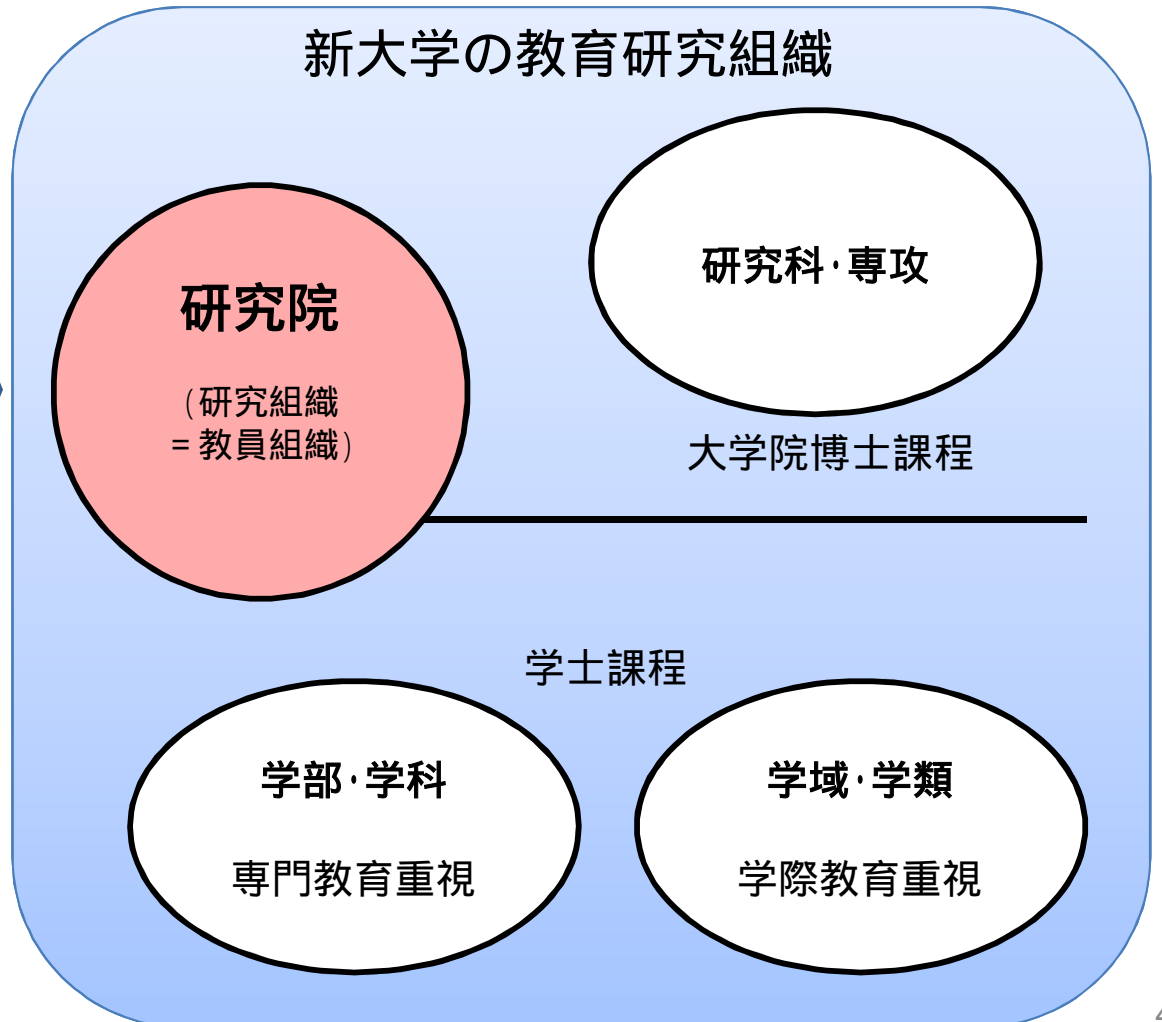 新大学の教育研究組織
研究科・専攻
研究院
(研究組織
=教員組織)
大学院博士課程
学士課程
学部・学科
学域・学類
専門教育重視
学際教育重視